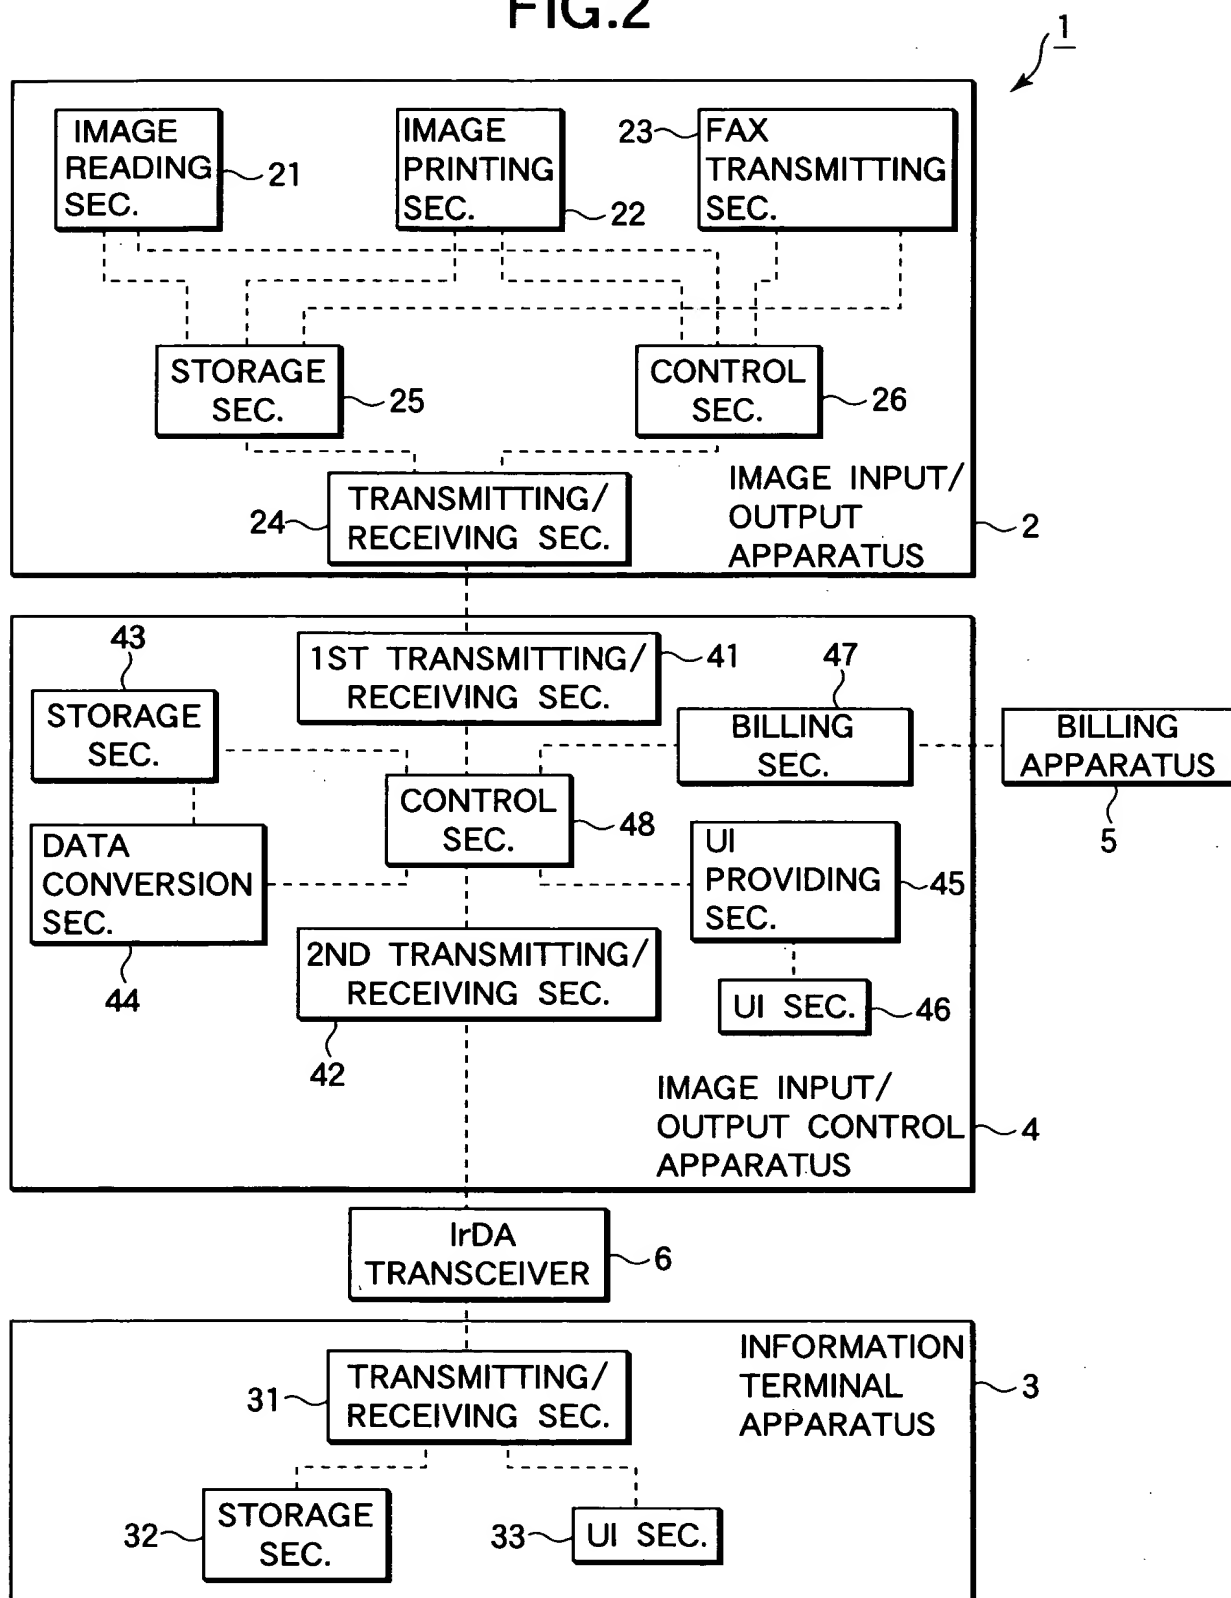 FIG.2
1
IMAGE
READING
SEC.
21
IMAGE
PRINTING
SEC.
22
23
FAX
TRANSMITTING
SEC.
STORAGE
SEC.
25
CONTROL
SEC.
26
24
TRANSMITTING/
RECEIVING SEC.
IMAGE INPUT/
OUTPUT
APPARATUS
2
43
STORAGE
SEC.
1ST TRANSMITTING/
RECEIVING SEC.
41
47
BILLING
SEC.
BILLING
APPARATUS
5
CONTROL
SEC.
48
DATA
CONVERSION
SEC.
44
UI
PROVIDING
SEC.
45
2ND TRANSMITTING/
RECEIVING SEC.
42
UI SEC.
46
IMAGE INPUT/
OUTPUT CONTROL
APPARATUS
4
IrDA
TRANSCEIVER
6
INFORMATION
TERMINAL
APPARATUS
3
31
TRANSMITTING/
RECEIVING SEC.
32
STORAGE
SEC.
33
UI SEC.